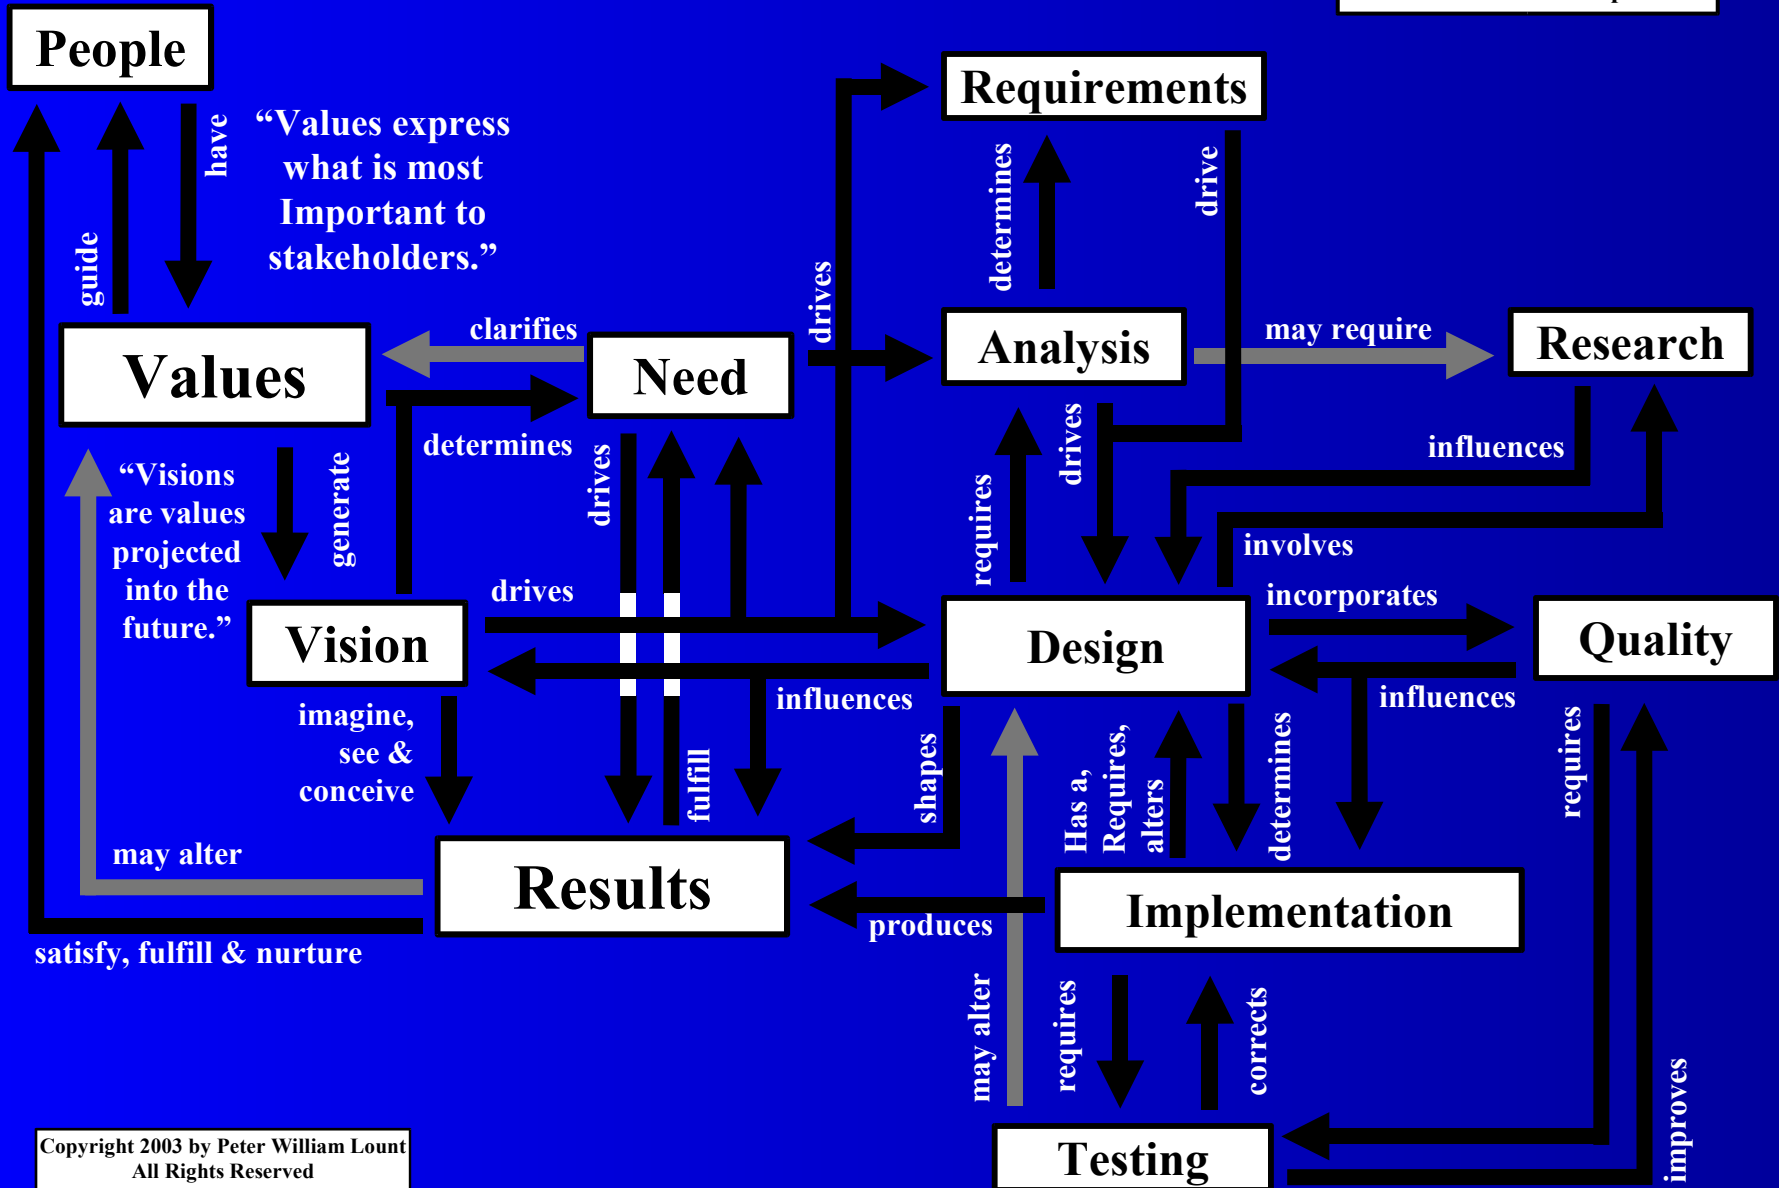 People
Requirements
have
“Values express
what is most
Important to
stakeholders.”
guide
determines
drive
drives
clarifies
Values
Need
Analysis
may require
Research
determines
influences
“Visions
are values
projected
into the
future.”
generate
drives
requires
drives
involves
Vision
drives
Design
incorporates
Quality
influences
influences
imagine,
see &
conceive
fulfill
shapes
Has a,
Requires,
alters
determines
requires
may alter
Results
Implementation
produces
satisfy, fulfill & nurture
may alter
requires
corrects
improves
Testing
Copyright 2003 by Peter William Lount
All Rights Reserved